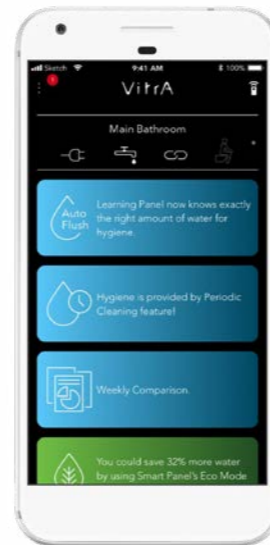 Sketch 9:41 AM 100%
VitrA
Main Bathroom
Auto
Flush
Learning Panel now knows exactly
the right amount of water for
hygiene.
Hygiene is provided by Periodic
Cleaning feature!
Weekly Comparison.
You could save 32% more water
by using Smart Panel's Eco Mode